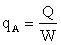 q_A = Q/W